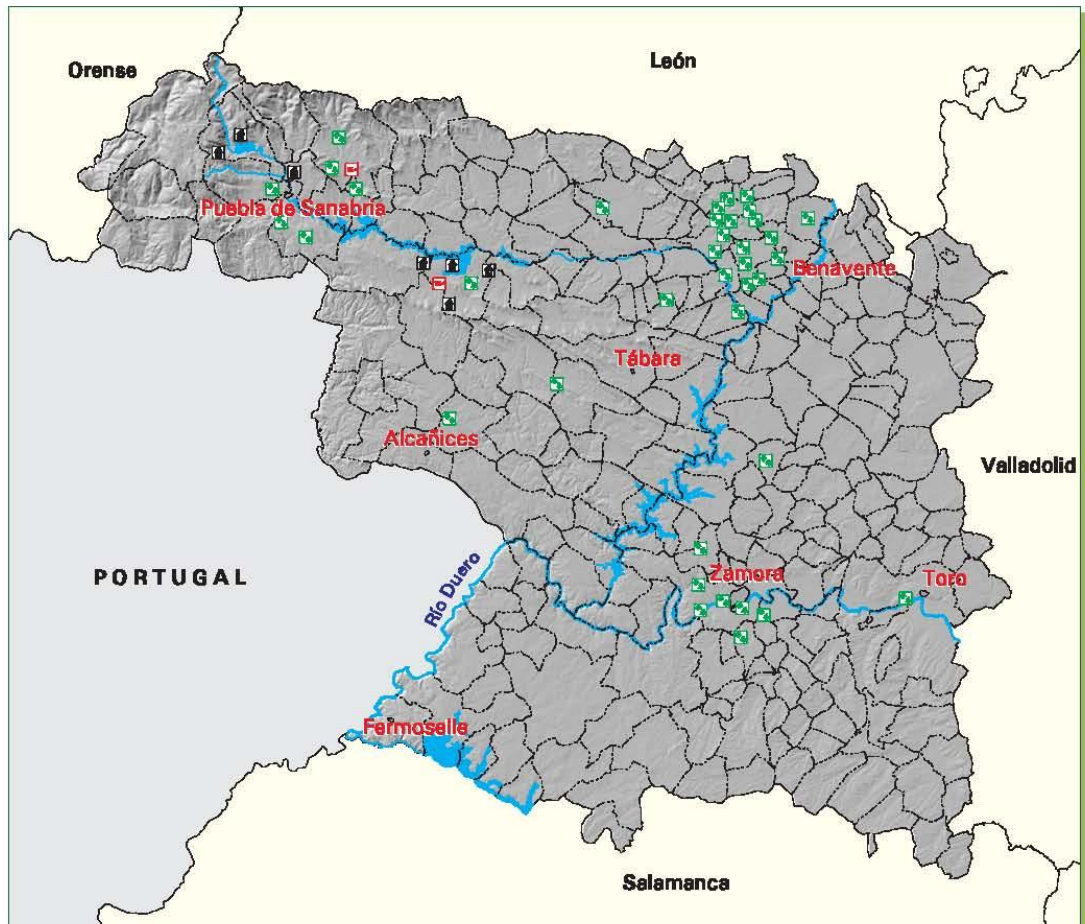 León
Orense
Puebla de Sanabria
Benavente
Tábara
Alcañices
Valladolid
PORTUGAL
Río Duero
Zamora
Toro
Fermoselle
Salamanca